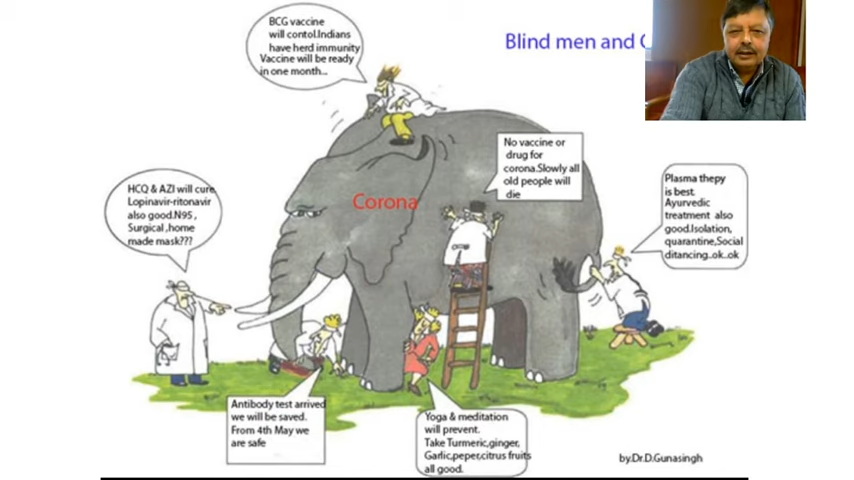 Blind men and
BCG vaccine
will contol.Indians
have herd immunity
Vaccine will be ready
in one month...
No vaccine or
drug for
corona.Slowly all
old people will
die
Plasma thepy
is best.
Ayurvedic
treatment also
good.Isolation,
quarantine,Social
ditancing..ok..ok
HCQ & AZI will cure
Lopinavir-ritonavir
also good.N95 ,
Surgical ,home
made mask???
Corona
Antibody test arrived
we will be saved.
From 4th May we
are safe
Yoga & meditation
will prevent.
Take Turmeric,ginger,
Garlic,peper,citrus fruits
all good.
by.Dr.D.Gunasingh